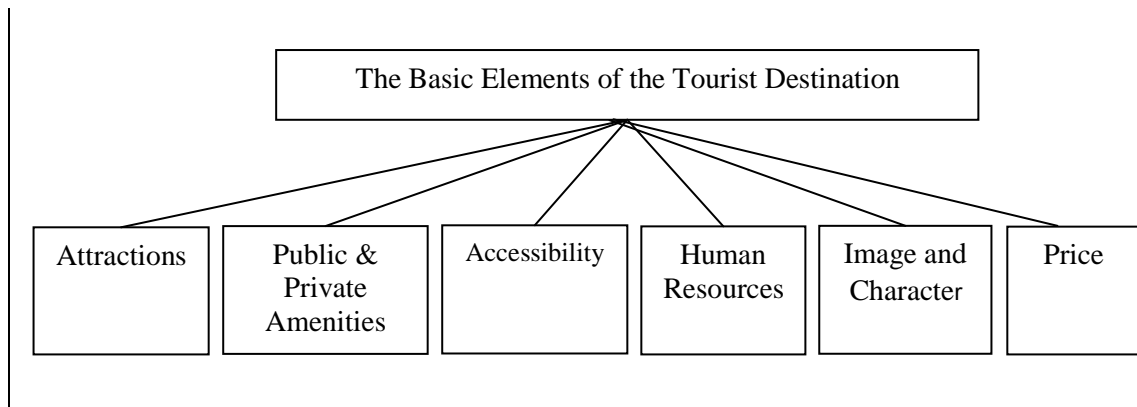 The Basic Elements of the Tourist Destination
Attractions
Public &
Private
Amenities
Accessibility
Human
Resources
Image and
Character
Price